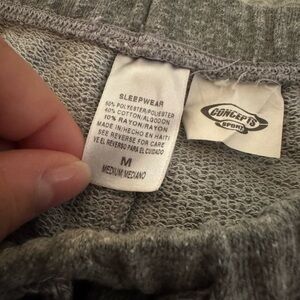 SLEEPWEAR
50% POLYESTER/POLIESTER
40% COTTON/ALGODON
10% RAYON/RAYON
MADE IN/HECHO EN HAITI
SEE REVERSE FOR CARE
VE EL REVERSO PARA EL CUIDADO
M
MEDIUM/MEDIANO
CONCEPTS
SPORT